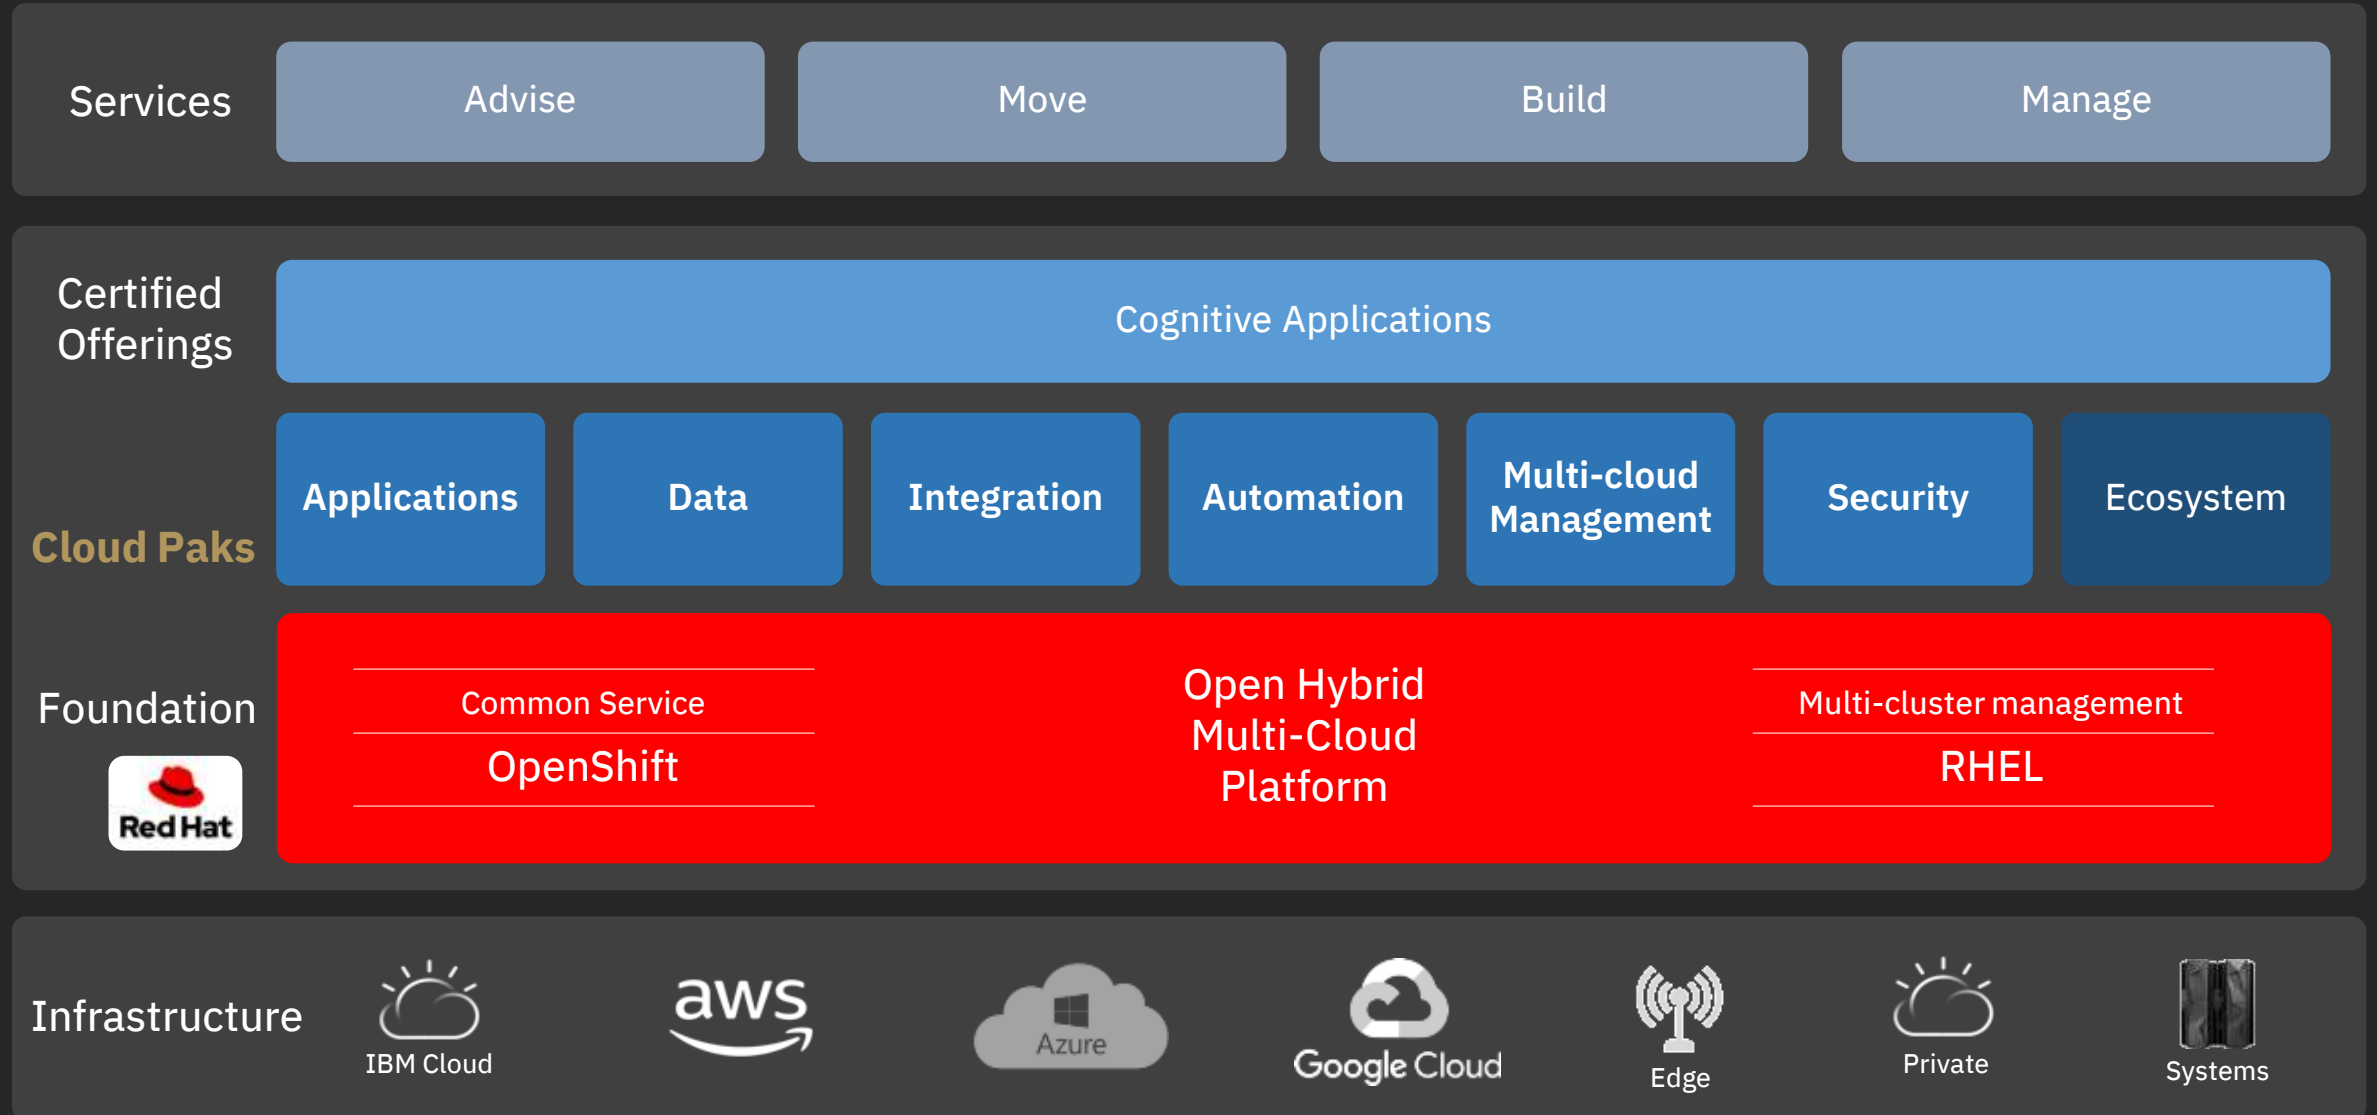 Services
Advise
Move
Build
Manage
Certified
Offerings
Cognitive Applications
Cloud Paks
Applications
Data
Integration
Automation
Multi-cloud
Management
Security
Ecosystem
Foundation
Red Hat
Common Service
OpenShift
Open Hybrid
Multi-Cloud
Platform
Multi-cluster management
RHEL
Infrastructure
IBM Cloud
aws
Azure
Google Cloud
Edge
Private
Systems